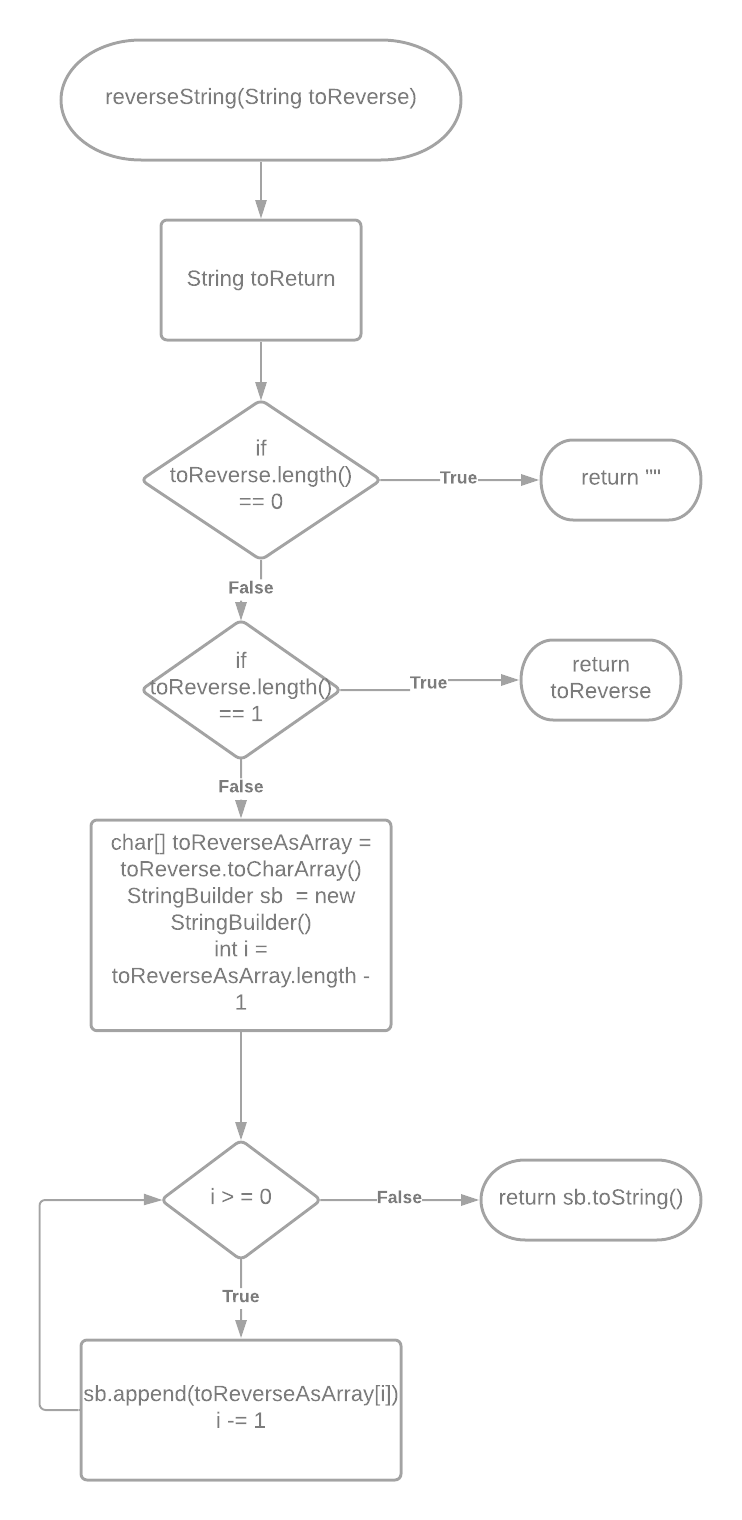 reverseString(String toReverse)
String toReturn
if
toReverse.length()
== 0
True
return ""
False
if
toReverse.length()
== 1
True
return
toReverse
False
char[] toReverseAsArray =
toReverse.toCharArray()
StringBuilder sb  = new
StringBuilder()
int i =
toReverseAsArray.length -
1
i > = 0
False
return sb.toString()
True
sb.append(toReverseAsArray[i])
i -= 1